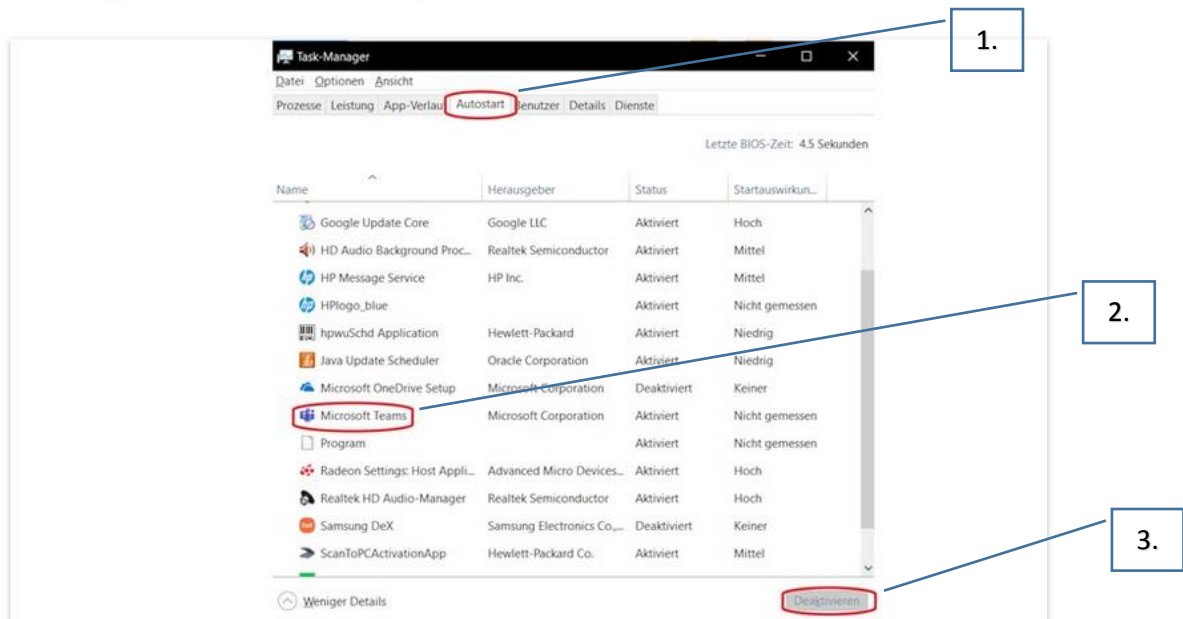 1.
Task-Manager
Datei Optionen Ansicht
Prozesse Leistung App-Verlau Autostart Benutzer Details Dienste
Letzte BIOS-Zeit: 4.5 Sekunden
Name Herausgeber Status Startauswirkun...
Google Update Core Google LLC Aktiviert Hoch
HD Audio Background Proc... Realtek Semiconductor Aktiviert Mittel
HP Message Service HP Inc. Aktiviert Mittel
HPlogo_blue Aktiviert Nicht gemessen
2.
hpwuSchd Application Hewlett-Packard Aktiviert Niedrig
Java Update Scheduler Oracle Corporation Aktiviert Niedrig
Microsoft OneDrive Setup Microsoft Corporation Deaktiviert Keiner
Microsoft Teams Microsoft Corporation Aktiviert Nicht gemessen
Program Aktiviert Nicht gemessen
Radeon Settings: Host Appli... Advanced Micro Devices... Aktiviert Hoch
Realtek HD Audio-Manager Realtek Semiconductor Aktiviert Hoch
Samsung DeX Samsung Electronics Co.,... Deaktiviert Keiner
3.
ScanToPCActivationApp Hewlett-Packard Co. Aktiviert Mittel
Weniger Details Deaktivieren